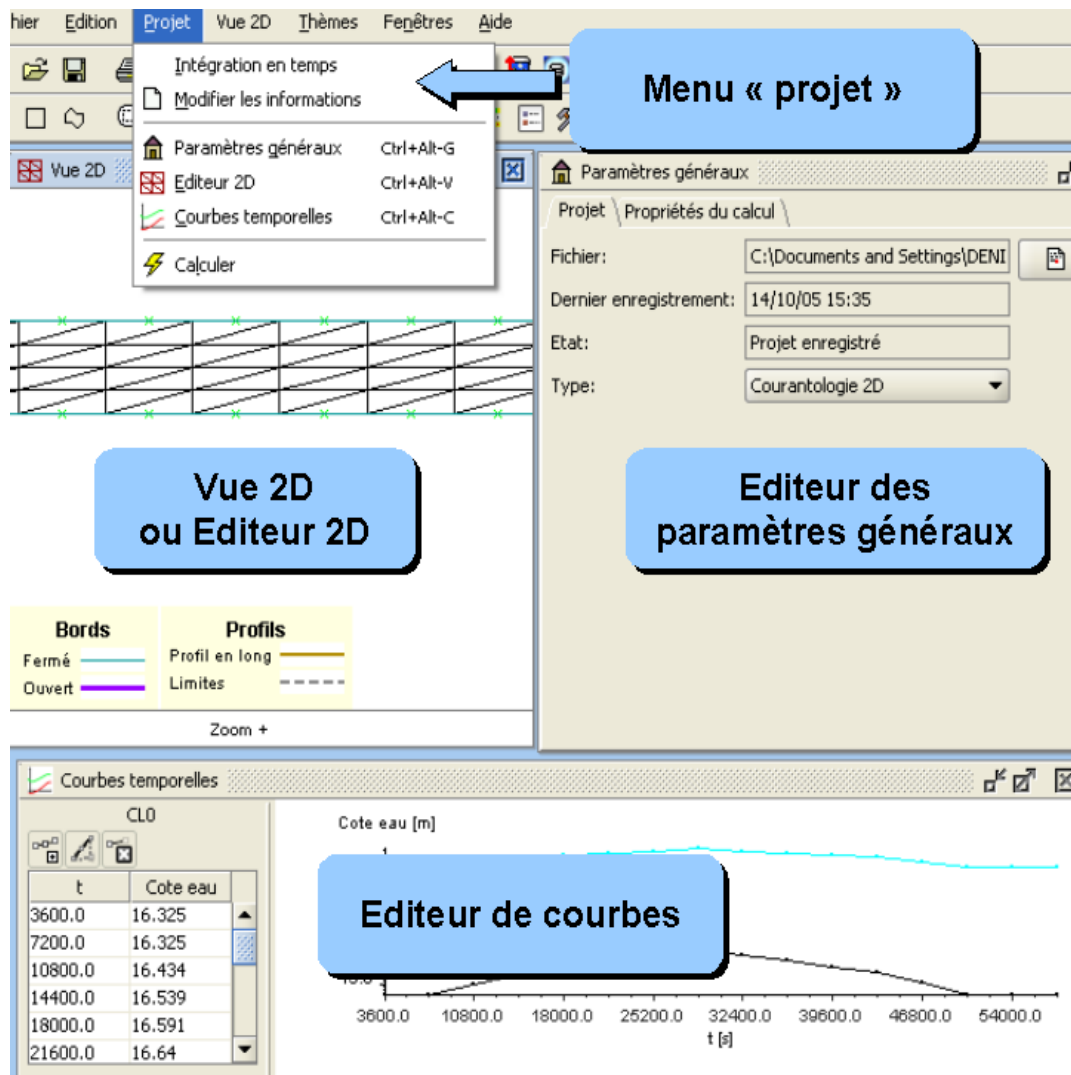 hier Edition Projet Vue 2D Thèmes Fenêtres Aide
Intégration en temps
Modifier les informations
Paramètres généraux Ctrl+Alt-G
Editeur 2D Ctrl+Alt-V
Courbes temporelles Ctrl+Alt-C
Calculer
Menu « projet »
Vue 2D
Paramètres généraux
Projet Propriétés du calcul
Fichier: C:\Documents and Settings\DENI
Dernier enregistrement: 14/10/05 15:35
Etat: Projet enregistré
Type: Courantologie 2D
Vue 2D
ou Editeur 2D
Editeur des
paramètres généraux
Bords Profils
Fermé Profil en long
Ouvert Limites
Zoom +
Courbes temporelles
CL0
t Cote eau
3600.0 16.325
7200.0 16.325
10800.0 16.434
14400.0 16.539
18000.0 16.591
21600.0 16.64
Cote eau [m]
Editeur de courbes
3600.0 10800.0 18000.0 25200.0 32400.0 39600.0 46800.0 54000.0
t [s]